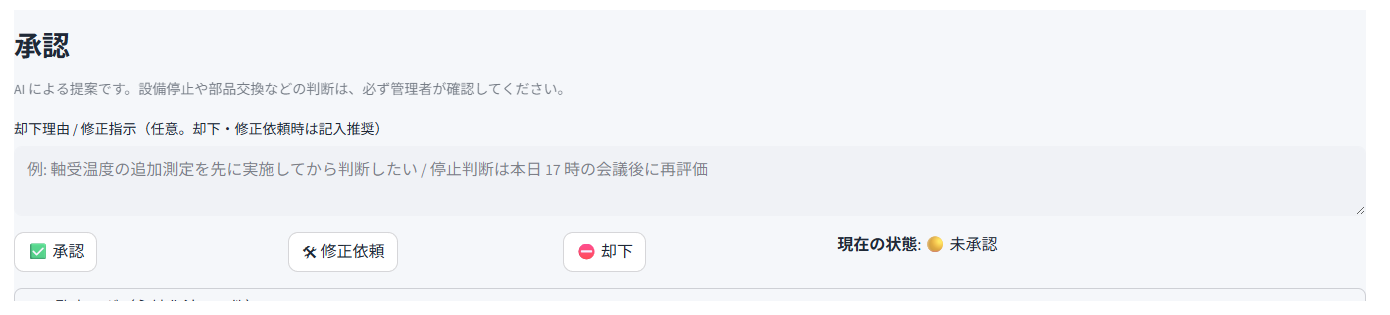 承認
AI による提案です。設備停止や部品交換などの判断は、必ず管理者が確認してください。
却下理由 / 修正指示（任意。却下・修正依頼時は記入推奨）
例: 軸受温度の追加測定を先に実施してから判断したい / 停止判断は本日 17 時の会議後に再評価
✅ 承認
🛠 修正依頼
⛔ 却下
現在の状態: 🟡 未承認